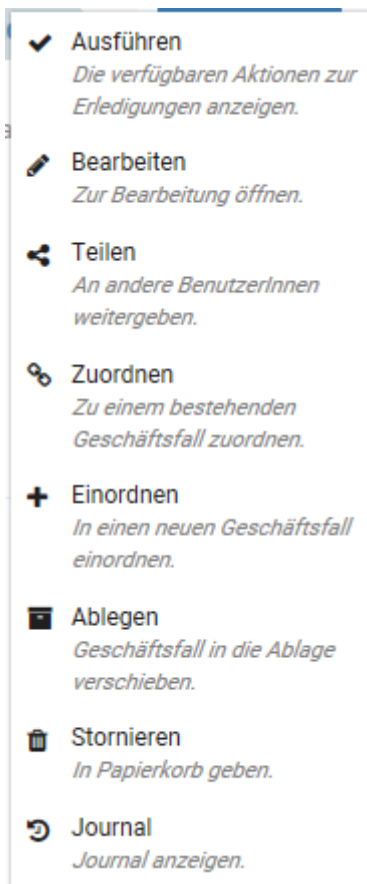 Ausführen
Die verfügbaren Aktionen zur
Erledigungen anzeigen.
Bearbeiten
Zur Bearbeitung öffnen.
Teilen
An andere BenutzerInnen
weitergeben.
Zuordnen
Zu einem bestehenden
Geschäftsfall zuordnen.
Einordnen
In einen neuen Geschäftsfall
einordnen.
Ablegen
Geschäftsfall in die Ablage
verschieben.
Stornieren
In Papierkorb geben.
Journal
Journal anzeigen.